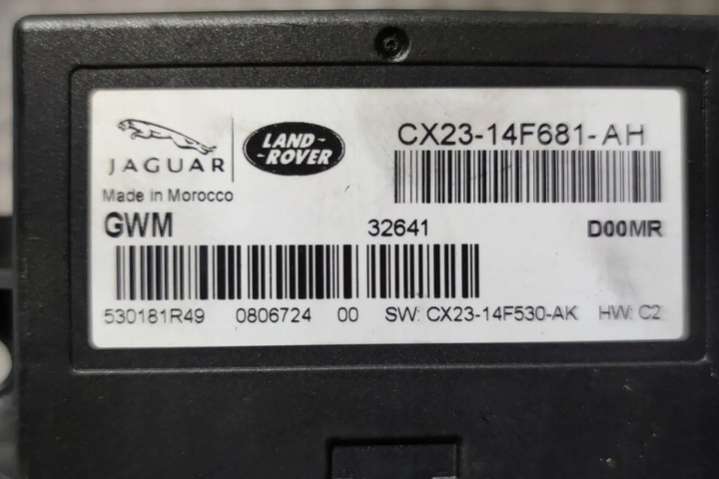 JAGUAR
LAND-
-ROVER
CX23-14F681-AH
Made in Morocco
GWM 32641 D00MR
530181R49 0806724 00 SW: CX23-14F530-AK HW: C2